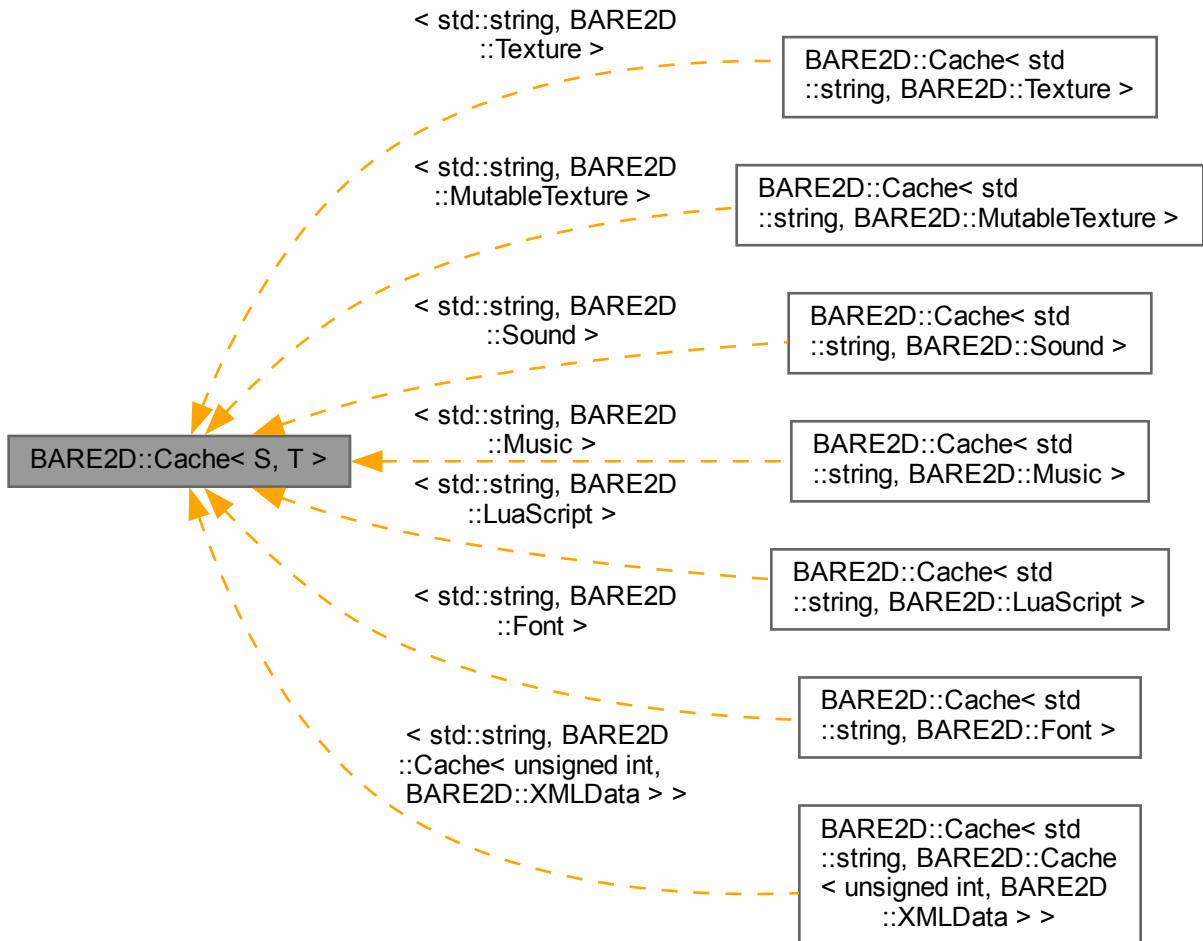 < std::string, BARE2D
::Texture >
BARE2D::Cache< std
::string, BARE2D::Texture >
< std::string, BARE2D
::MutableTexture >
BARE2D::Cache< std
::string, BARE2D::MutableTexture >
< std::string, BARE2D
::Sound >
BARE2D::Cache< std
::string, BARE2D::Sound >
BARE2D::Cache< S, T >
< std::string, BARE2D
::Music >
BARE2D::Cache< std
::string, BARE2D::Music >
< std::string, BARE2D
::LuaScript >
BARE2D::Cache< std
::string, BARE2D::LuaScript >
< std::string, BARE2D
::Font >
BARE2D::Cache< std
::string, BARE2D::Font >
< std::string, BARE2D
::Cache< unsigned int,
BARE2D::XMLData > >
BARE2D::Cache< std
::string, BARE2D::Cache
< unsigned int, BARE2D
::XMLData > >